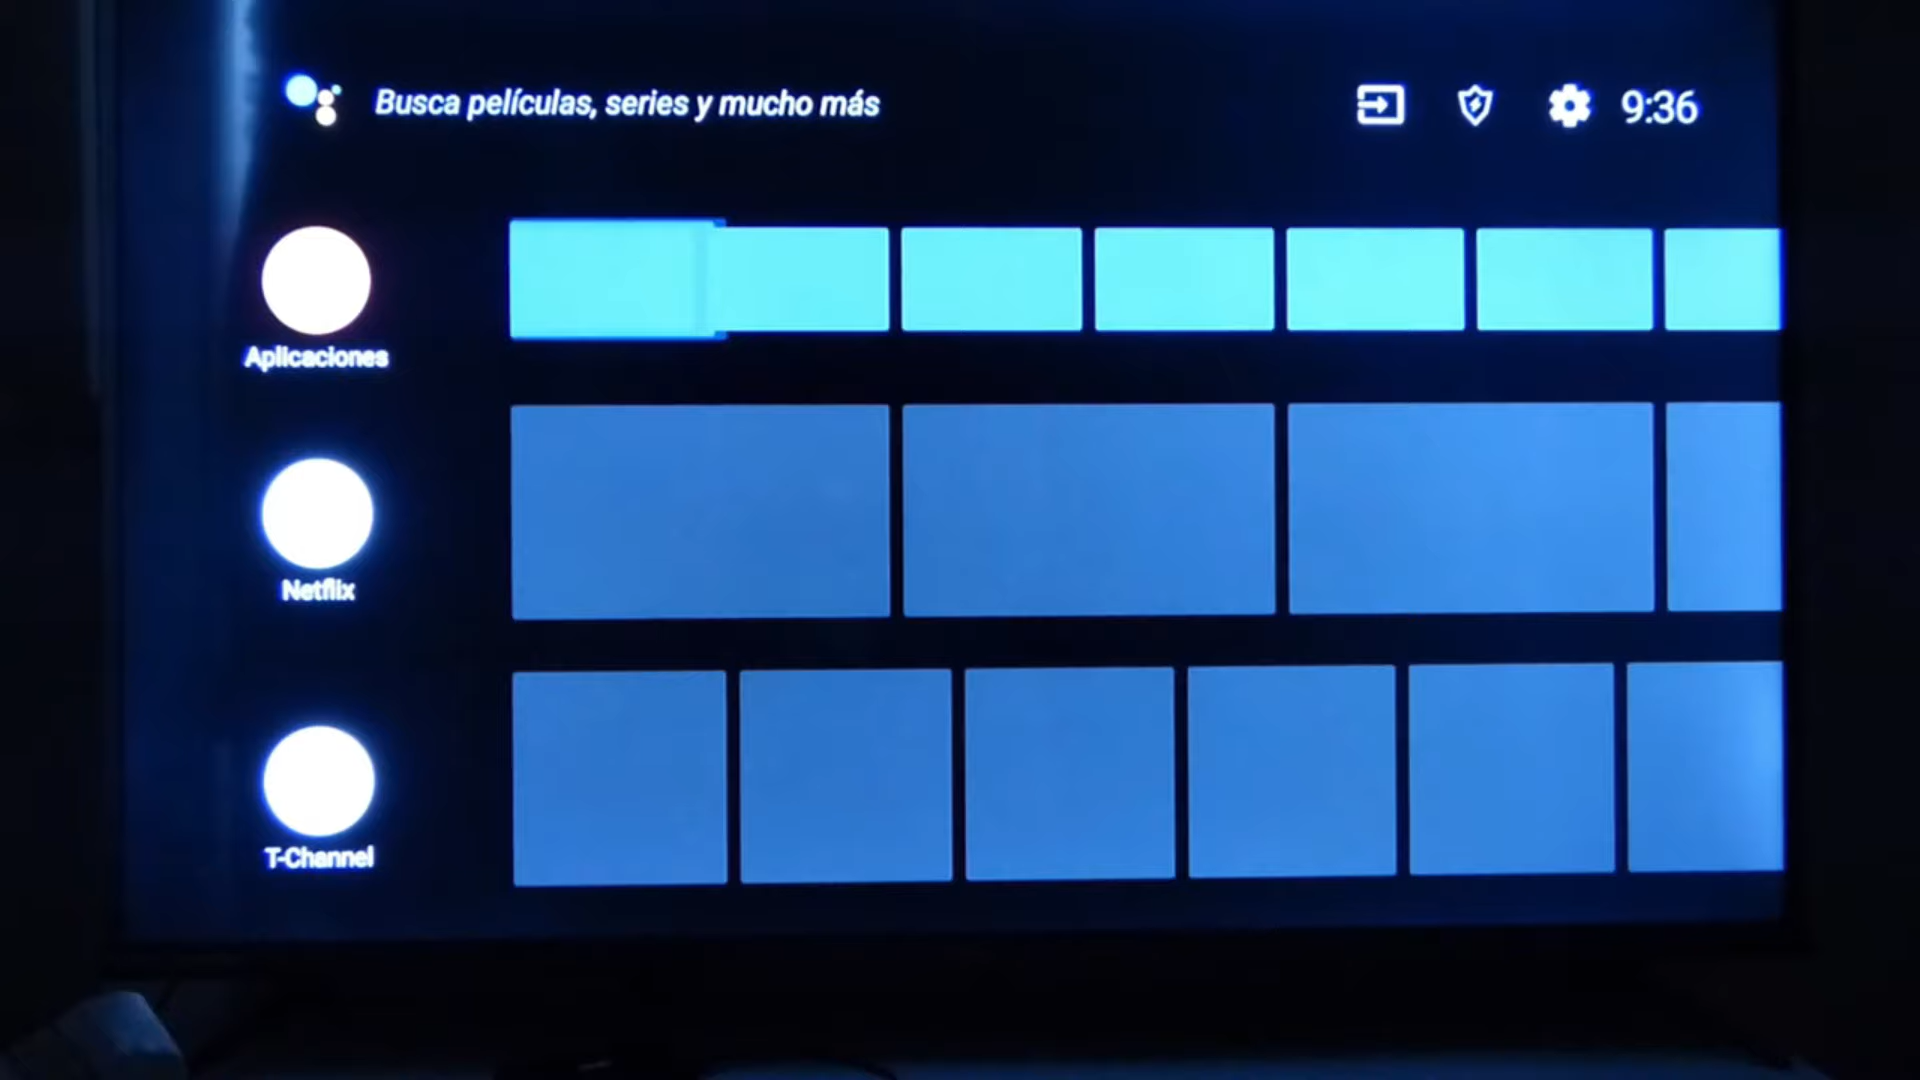 Busca películas, series y mucho más
9:36
Aplicaciones
Netflix
T-Channel